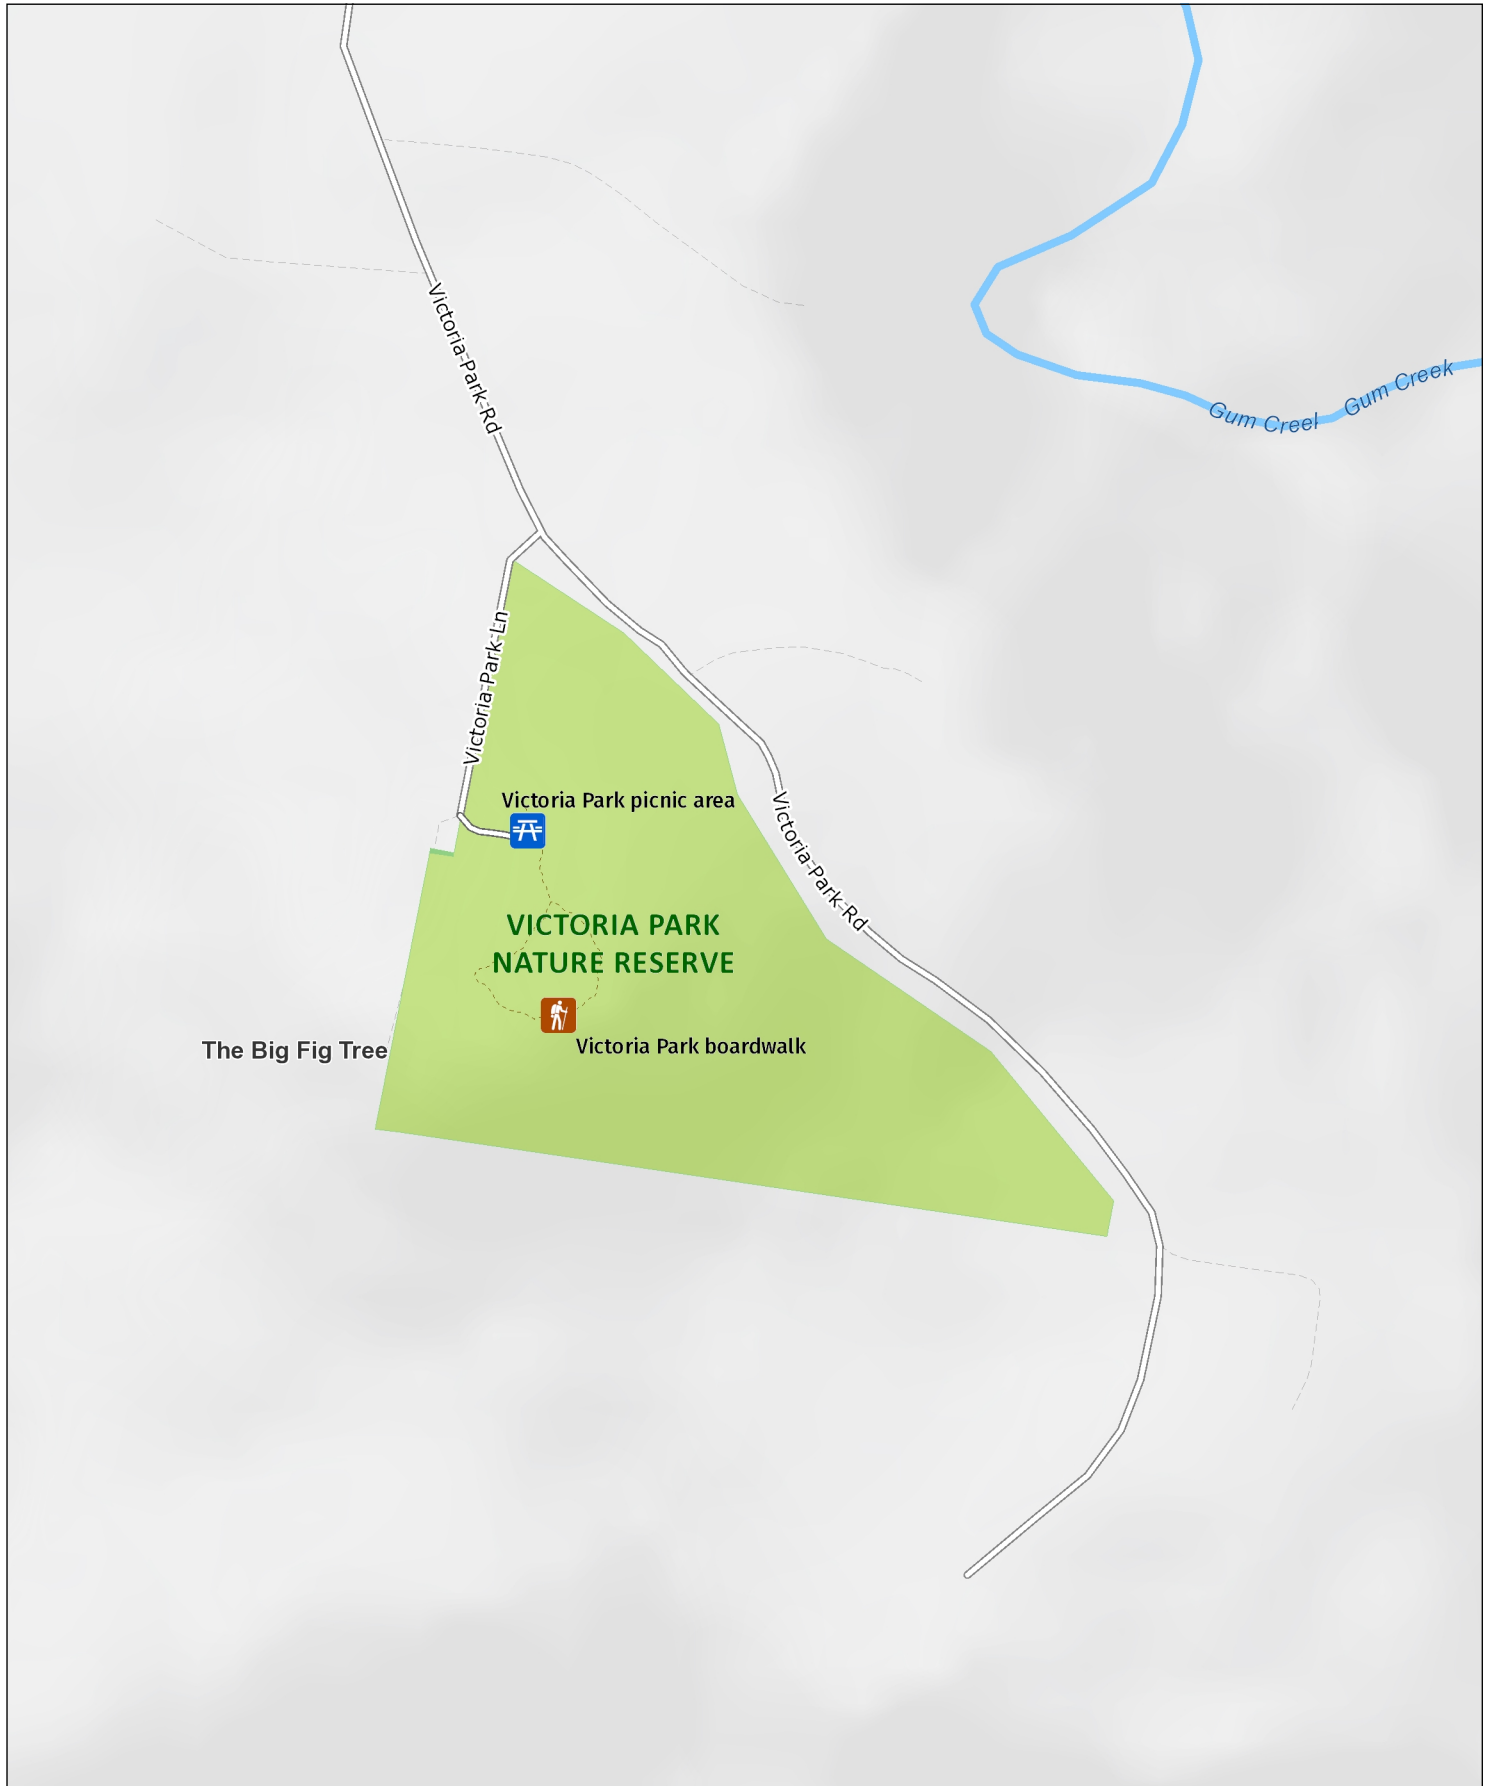 Victoria-Park-Rd
Gum Creel
Gum Creek
Victoria-Park-Ln
Victoria Park picnic area
Victoria-Park-Rd
VICTORIA PARK
NATURE RESERVE
The Big Fig Tree
Victoria Park boardwalk